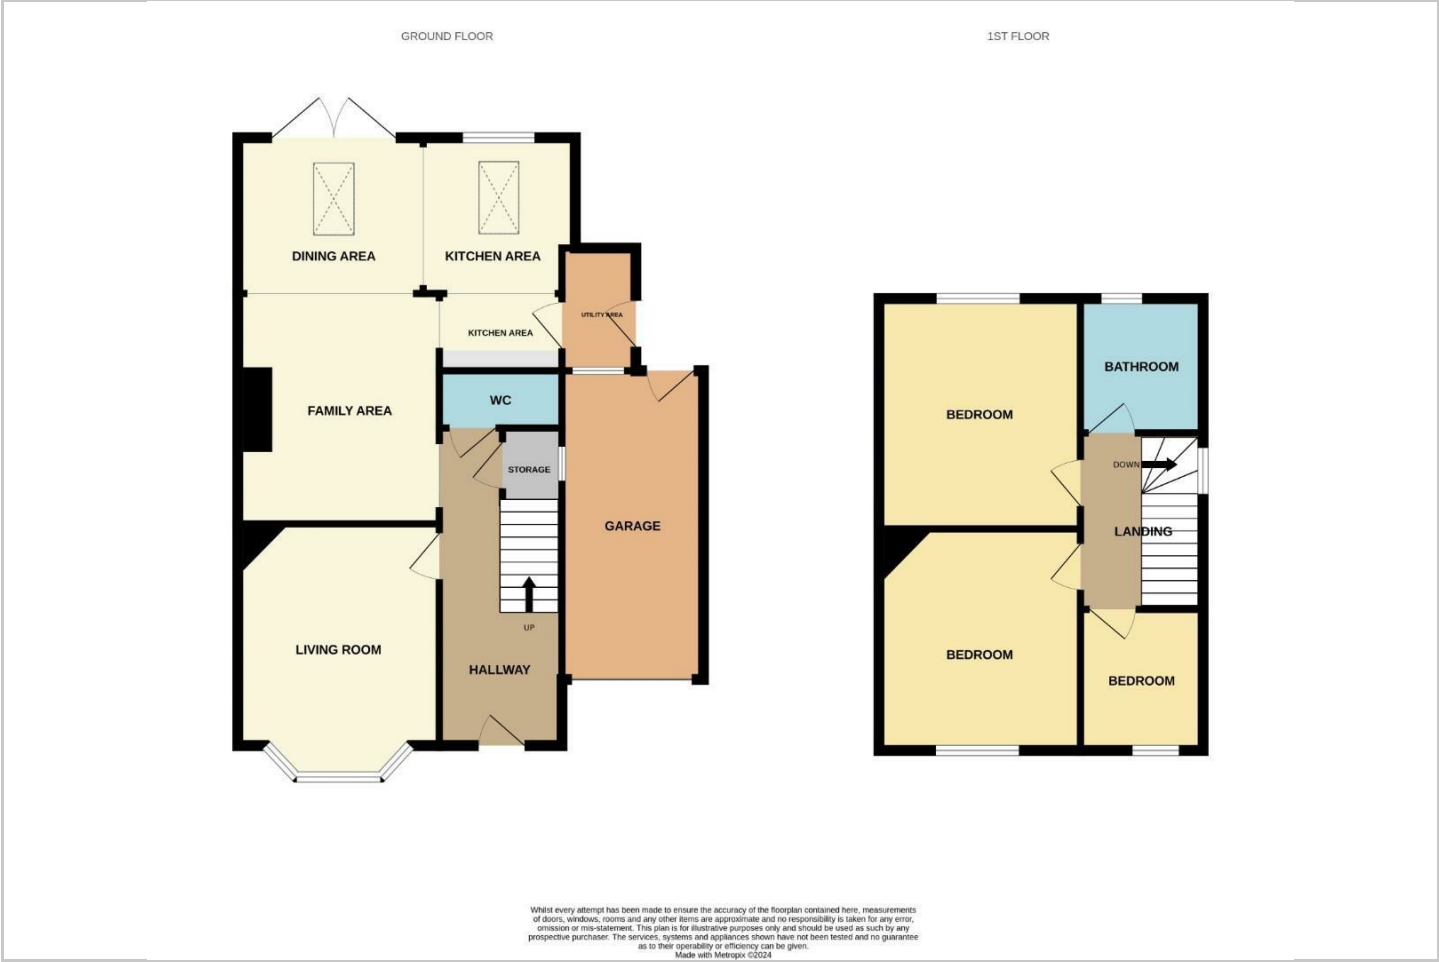 GROUND FLOOR
1ST FLOOR
DINING AREA
KITCHEN AREA
UTILITY AREA
KITCHEN AREA
WC
FAMILY AREA
STORAGE
GARAGE
UP
LIVING ROOM
HALLWAY
BEDROOM
BATHROOM
DOWN
LANDING
BEDROOM
BEDROOM
Whilst every attempt has been made to ensure the accuracy of the floorplan contained here, measurements
of doors, windows, rooms and any other items are approximate and no responsibility is taken for any error,
omission or mis-statement. This plan is for illustrative purposes only and should be used as such by any
prospective purchaser. The services, systems and appliances shown have not been tested and no guarantee
as to their operability or efficiency can be given.
Made with Metropix ©2024